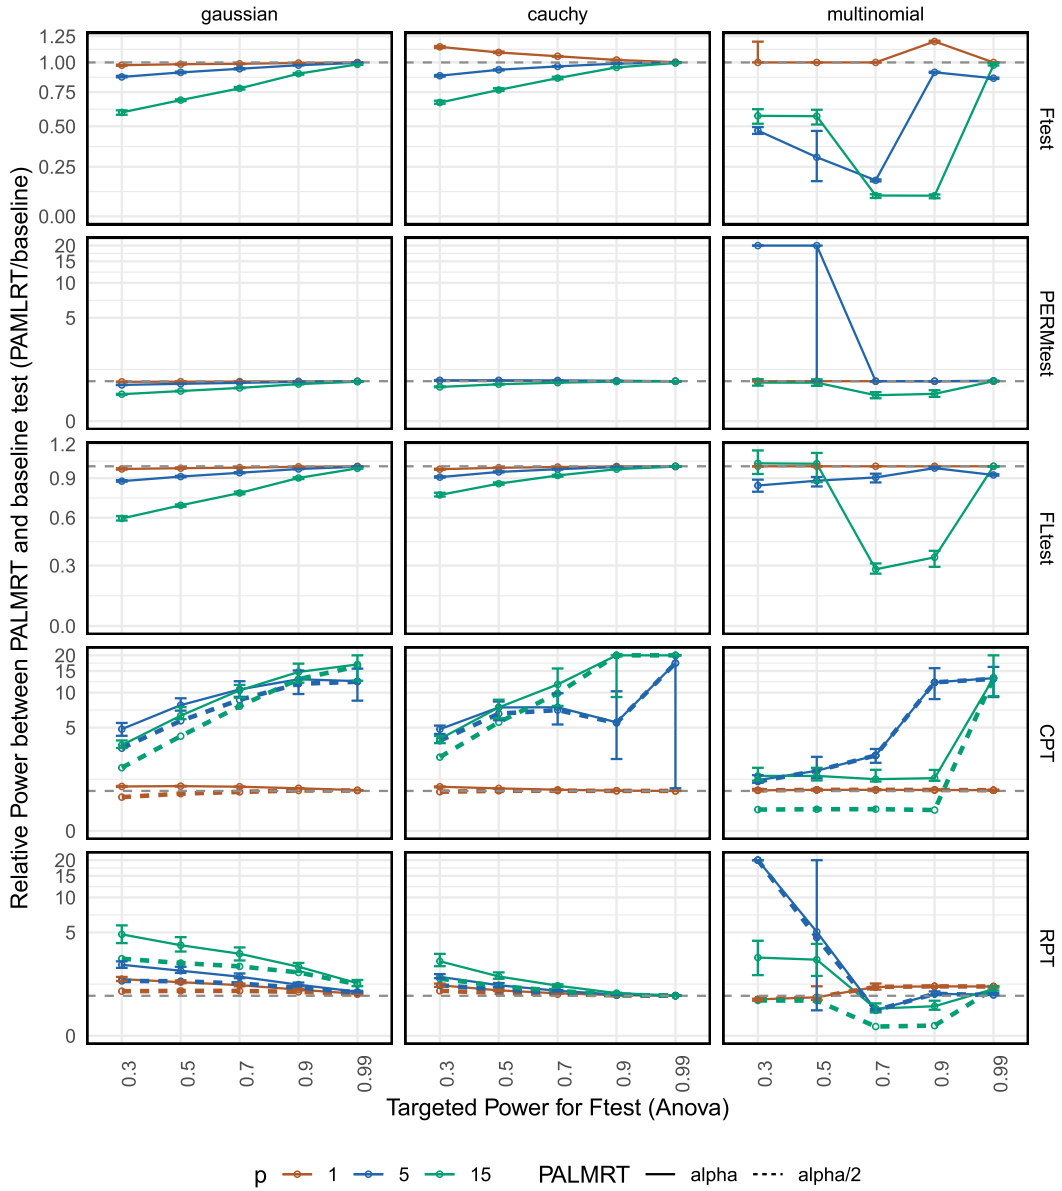 gaussian cauchy multinomial
Relative Power between PALMRT and baseline test (PAMLRT/baseline)
1.25
1.00
0.75
0.50
0.25
0.00
Ftest
20
15
10
5
0
PERMtest
1.2
0.9
0.6
0.3
0.0
FLtest
20
15
10
5
0
CPT
20
15
10
5
0
RPT
0.3 0.5 0.7 0.9 0.99 0.3 0.5 0.7 0.9 0.99 0.3 0.5 0.7 0.9 0.99
Targeted Power for Ftest (Anova)
p 1 5 15 PALMRT alpha alpha/2